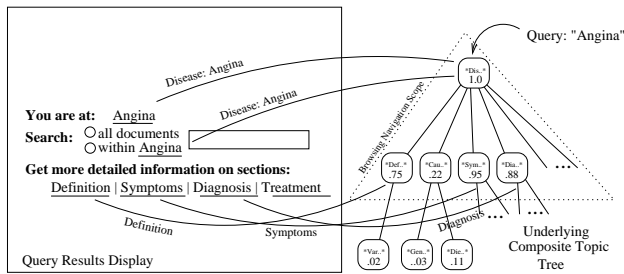 Query: "Angina"
Disease: Angina
*Dis..*
1.0
Disease: Angina
Browsing Navigation Scope
You are at: Angina
Search: all documents
within Angina
Get more detailed information on sections:
Definition | Symptoms | Diagnosis | Treatment
*Def..*
.75
*Cau..*
.22
*Sym..*
.95
*Dia..*
.88
...
Definition
Symptoms
Diagnosis
...
...
Underlying
Composite Topic
Tree
*Var..*
.02
*Gen..*
..03
*Die..*
.11
Query Results Display